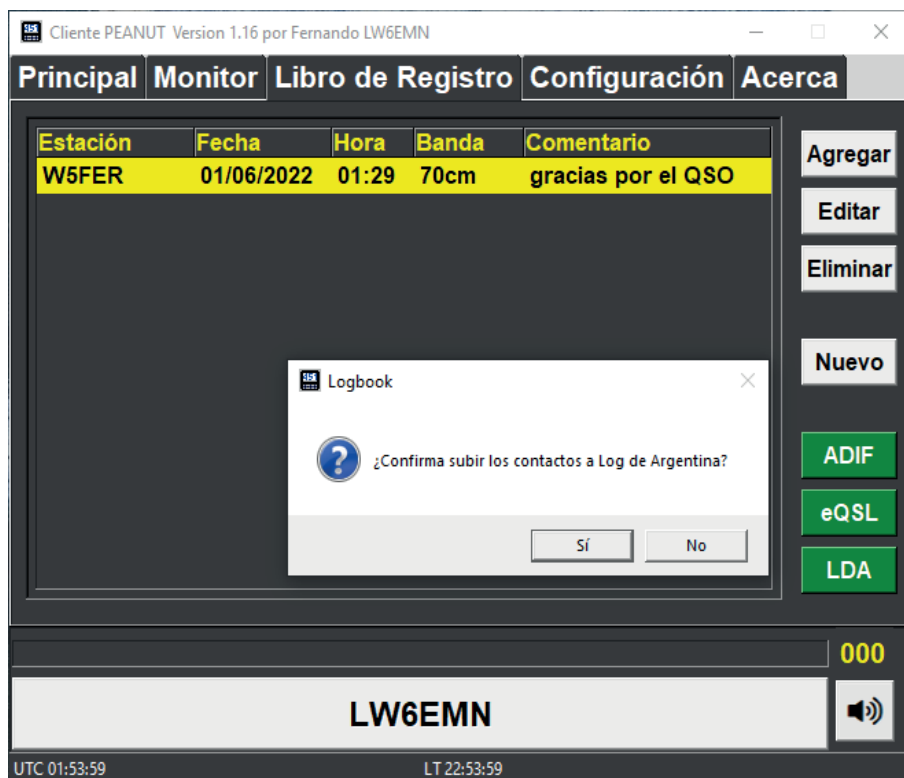 Cliente PEANUT Version 1.16 por Fernando LW6EMN
Principal Monitor Libro de Registro Configuración Acerca
Estación Fecha Hora Banda Comentario
W5FER 01/06/2022 01:29 70cm gracias por el QSO
Agregar
Editar
Eliminar
Nuevo
Logbook
¿Confirma subir los contactos a Log de Argentina?
Sí No
ADIF
eQSL
LDA
000
LW6EMN
UTC 01:53:59 LT 22:53:59